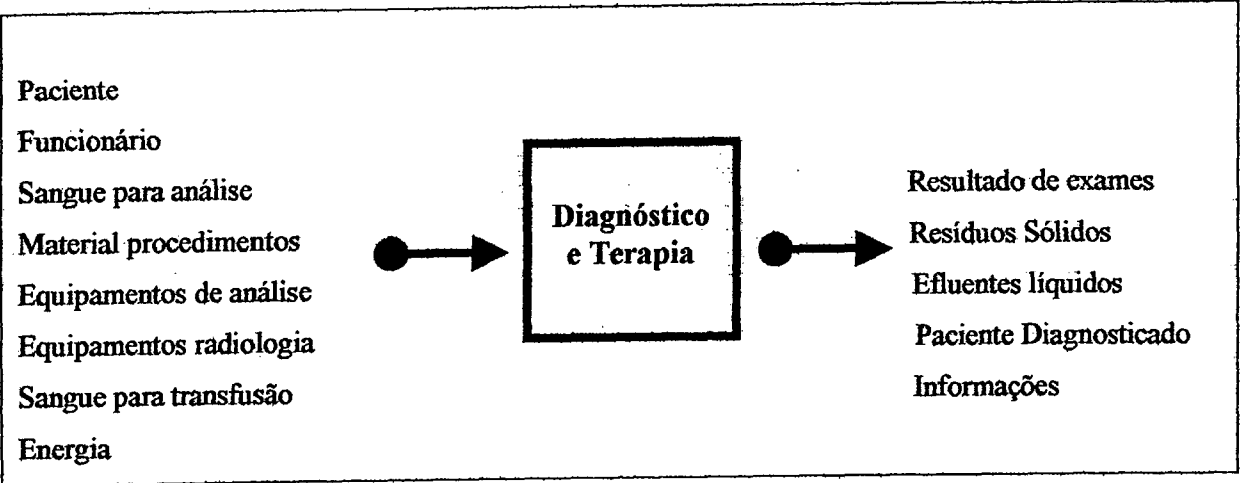 Paciente
Funcionário
Sangue para análise
Material procedimentos
Equipamentos de análise
Equipamentos radiologia
Sangue para transfusão
Energia
Diagnóstico
e Terapia
Resultado de exames
Resíduos Sólidos
Efluentes líquidos
Paciente Diagnosticado
Informações